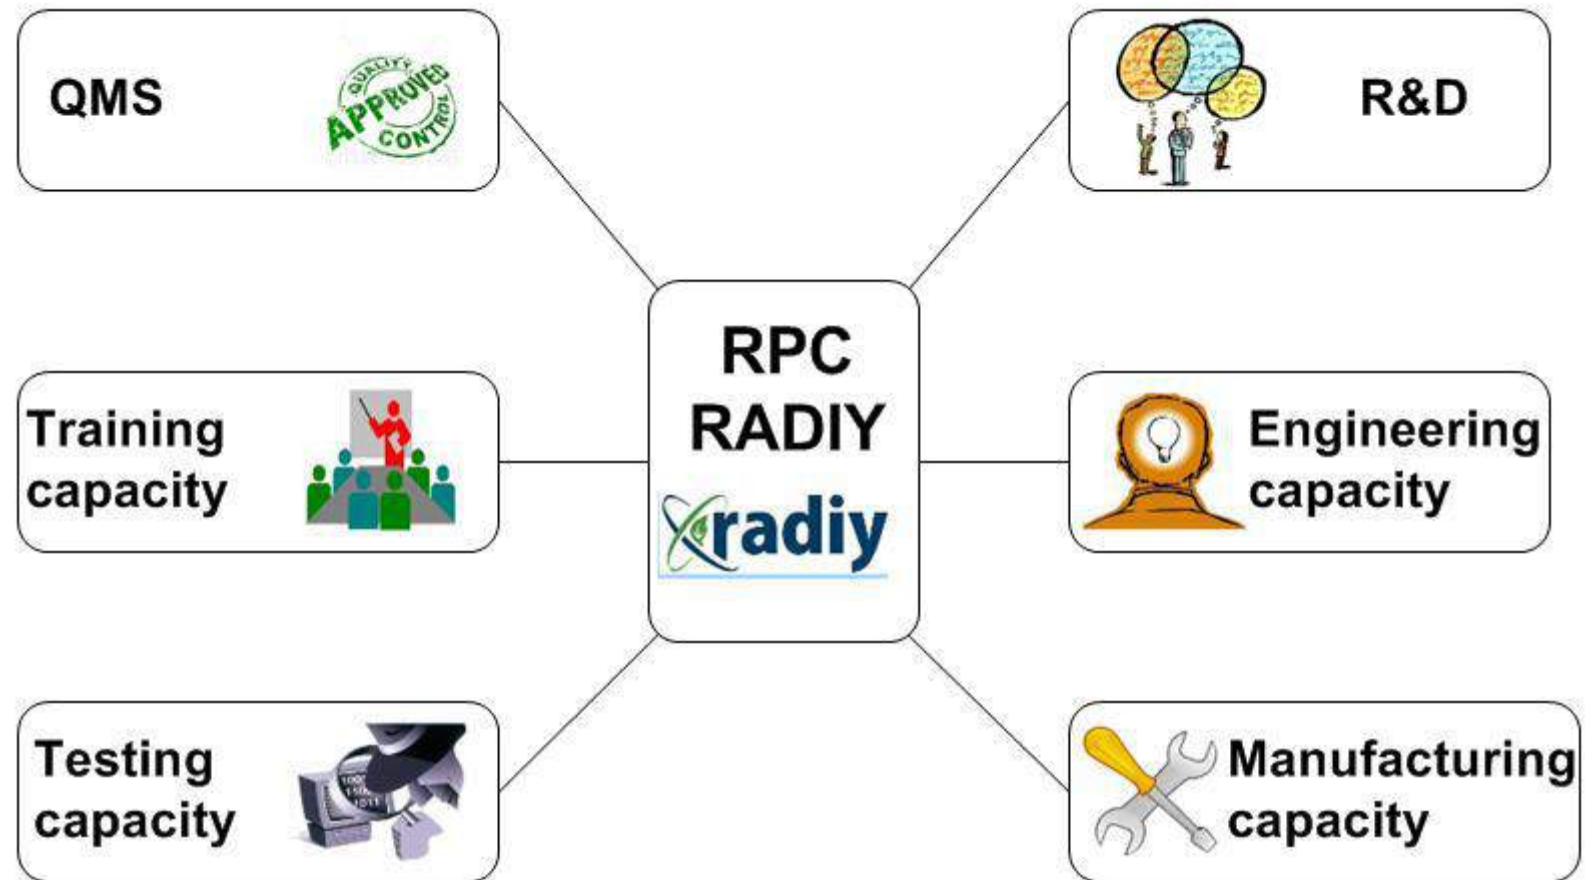 QMS
QUALITY
APPROVED
CONTROL
R&D
RPC
RADIY
radiy
Training
capacity
Engineering
capacity
Testing
capacity
Manufacturing
capacity